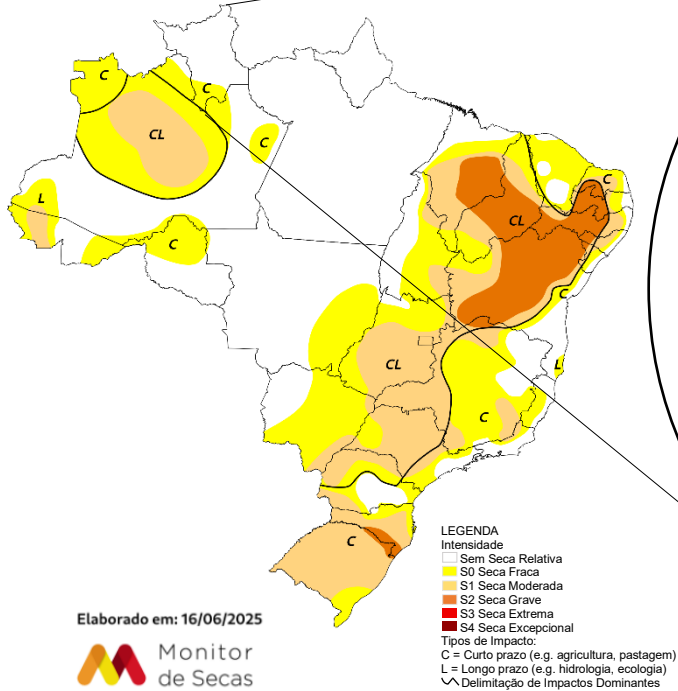 C
C
CL
C
L
C
C
CL
C
CL
L
C
C
LEGENDA
Intensidade
Sem Seca Relativa
S0 Seca Fraca
S1 Seca Moderada
S2 Seca Grave
S3 Seca Extrema
S4 Seca Excepcional
Tipos de Impacto:
C = Curto prazo (e.g. agricultura, pastagem)
L = Longo prazo (e.g. hidrologia, ecologia)
Delimitação de Impactos Dominantes
Elaborado em: 16/06/2025
Monitor
de Secas